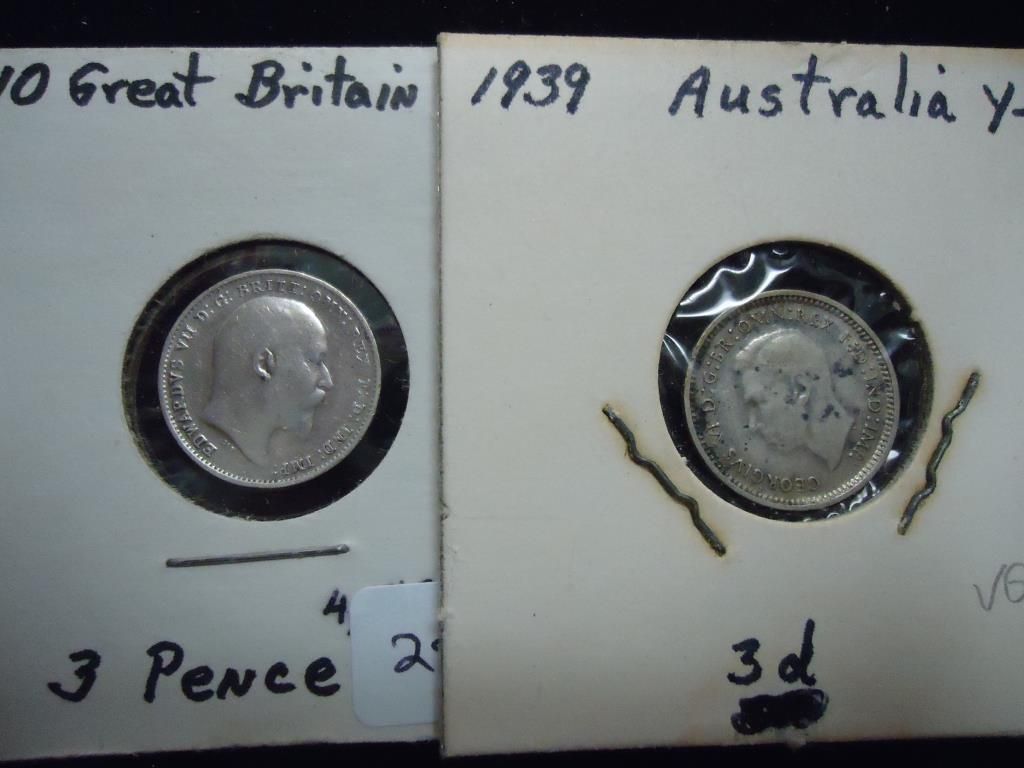 10 Great Britain
EDWARDVS VII D: G: BRITT: OMN: REX F: D: IND: IMP:
3 Pence
1939 Australia Y-
GEORGIVS VI D:G:BR:OMN:REX F:D: IND:IMP.
VG
3d